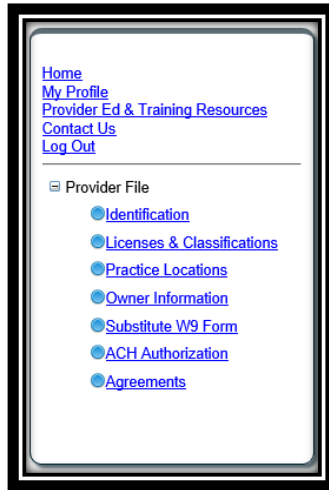 Home
My Profile
Provider Ed & Training Resources
Contact Us
Log Out
Provider File
Identification
Licenses & Classifications
Practice Locations
Owner Information
Substitute W9 Form
ACH Authorization
Agreements